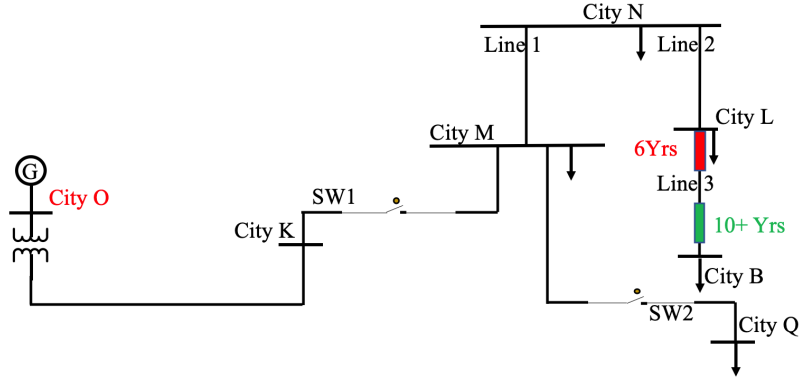 City N
Line 1
Line 2
City L
City M
6Yrs
G
City O
SW1
Line 3
City K
10+ Yrs
City B
SW2
City Q